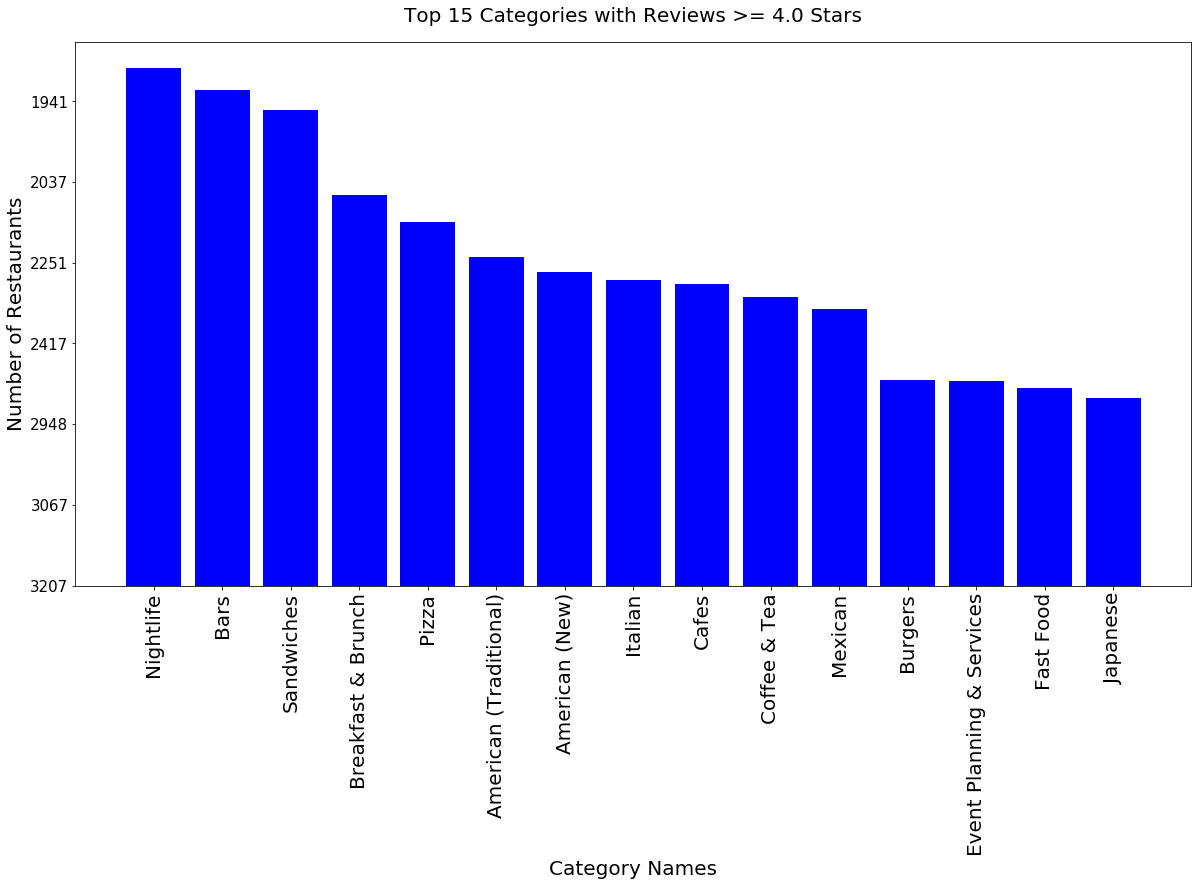 Top 15 Categories with Reviews >= 4.0 Stars
Number of Restaurants
1941
2037
2251
2417
2948
3067
3207
Nightlife
Bars
Sandwiches
Breakfast & Brunch
Pizza
American (Traditional)
American (New)
Italian
Cafes
Coffee & Tea
Mexican
Burgers
Event Planning & Services
Fast Food
Japanese
Category Names